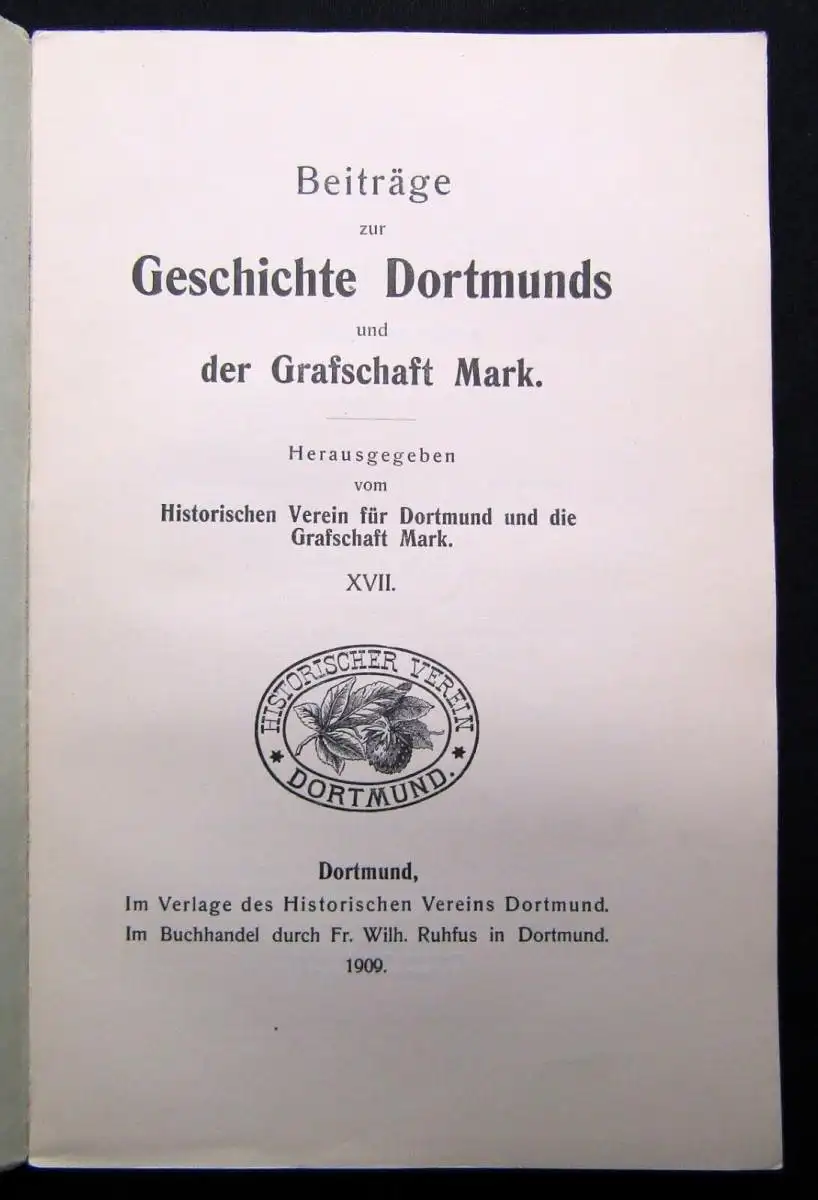 Beiträge
zur
Geschichte Dortmunds
und
der Grafschaft Mark.
Herausgegeben
vom
Historischen Verein für Dortmund und die
Grafschaft Mark.
XVII.
HISTORISCHER VEREIN
DORTMUND.
Dortmund,
Im Verlage des Historischen Vereins Dortmund.
Im Buchhandel durch Fr. Wilh. Ruhfus in Dortmund.
1909.